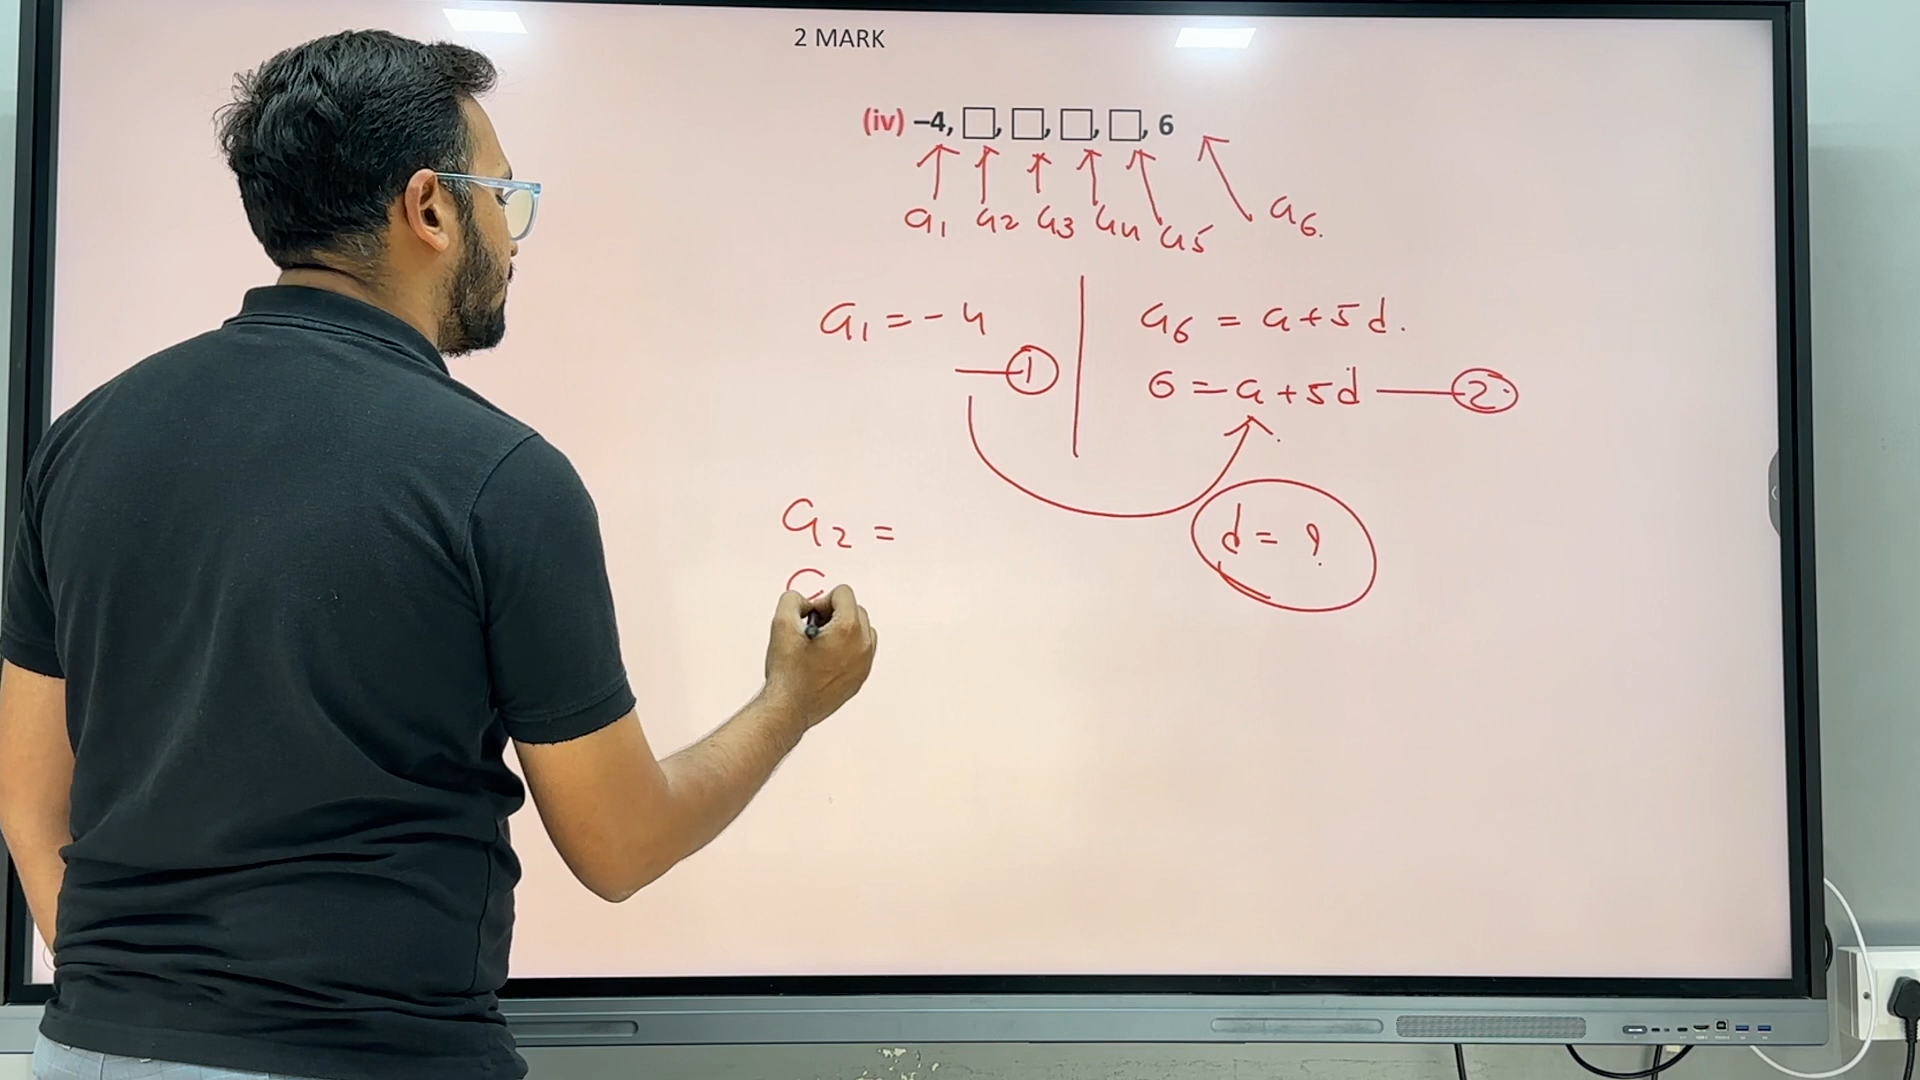 2 MARK
(iv) –4, □, □, □, □, 6
a1 a2 a3 a4 a5 a6.
a1 = - 4
1
a6 = a + 5d.
6 = a + 5d 2
d = ?
a2 =